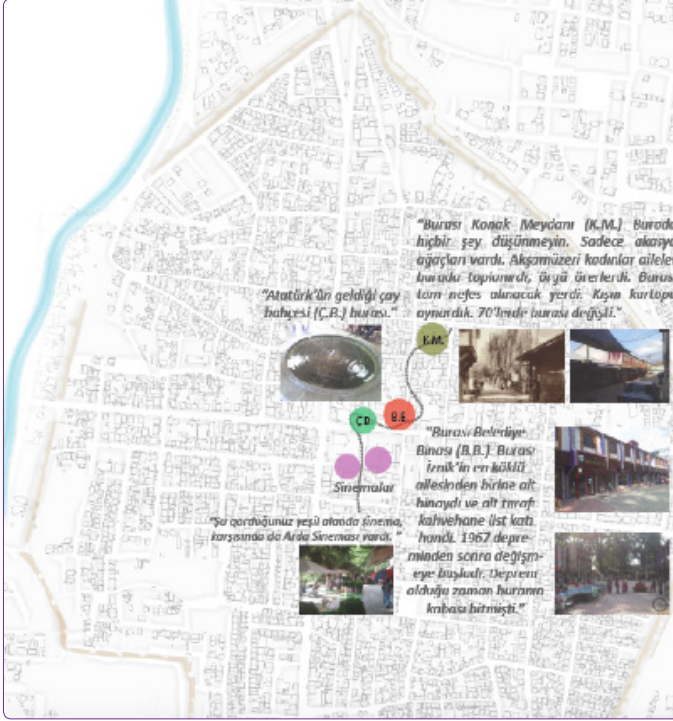 "Burası Konak Meydanı (K.M.) Burada
hiçbir şey düşünmeyin. Sadece akasya
ağaçları vardı. Akşamüzeri kadınlar aileler
burada toplanırdı, örgü örerlerdi. Burası
tam nefes alınacak yerdi. Kışın kartopu
oynardık. 70'lerde burası değişti."
"Atatürk'ün geldiği çay
bahçesi (Ç.B.) burası."
K.M.
Ç.B.
B.B.
Sinemalar
"Burası Belediye
Binası (B.B.) Burası
İznik'in en köklü
ailesinden birine ait
binaydı ve alt tarafı
kahvehane üst katı
handı. 1967 depre-
minden sonra değişm-
eye başladı. Deprem
olduğu zaman buranın
kabası bitmişti."
"Şu gördüğünüz yeşil alanda sinema,
karşısında da Arda Sineması vardı."